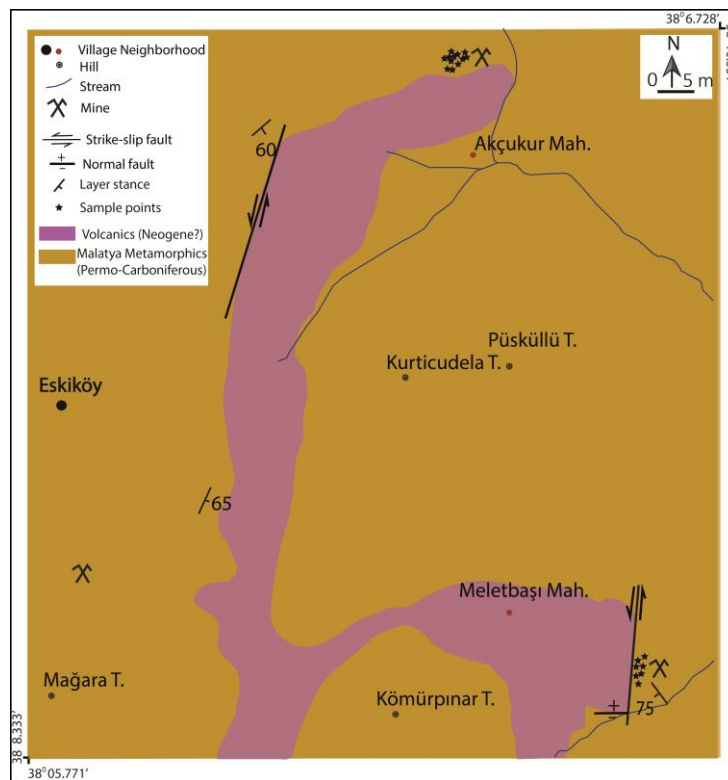 38⁰ 6.728'
Village Neighborhood
Hill
Stream
Mine
Strike-slip fault
Normal fault
Layer stance
Sample points
Volcanics (Neogene?)
Malatya Metamorphics
(Permo-Carboniferous)
N
0 5 m
60
Akçukur Mah.
Püsküllü T.
Kurticudela T.
Eskiköy
65
Meletbaşı Mah.
Mağara T.
Kömürpınar T.
75
38 8.333'
38⁰ 05.771'